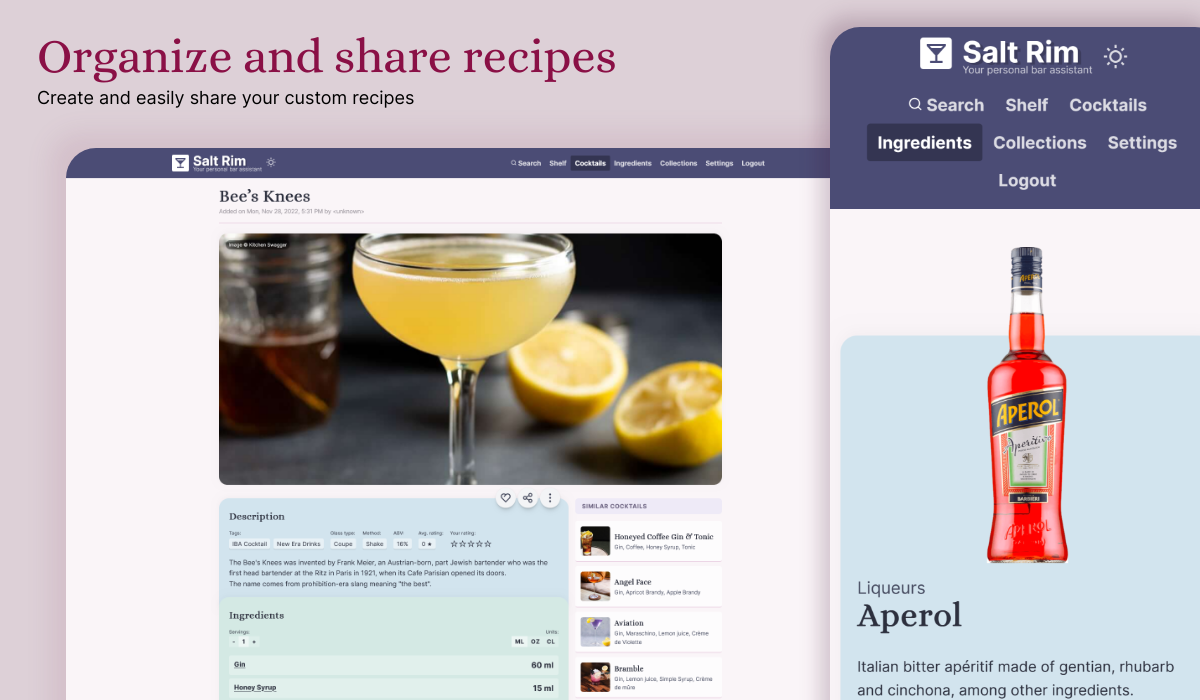 Organize and share recipes
Create and easily share your custom recipes
Salt Rim
Your personal bar assistant
Search Shelf Cocktails Ingredients Collections Settings Logout
Bee's Knees
Added on Mon, Nov 28, 2022, 5:31 PM by <unknown>
Image © Kitchen Swagger
Description
Tags: Glass type: Method: ABV: Avg. rating: Your rating:
IBA Cocktail New Era Drinks Coupe Shake 16% 0 ★ ☆☆☆☆☆
The Bee's Knees was invented by Frank Meier, an Austrian-born, part Jewish bartender who was the
first head bartender at the Ritz in Paris in 1921, when its Cafe Parisian opened its doors.
The name comes from prohibition-era slang meaning "the best".
Ingredients
Servings: Units:
- 1 + ML OZ CL
Gin 60 ml
Honey Syrup 15 ml
SIMILAR COCKTAILS
Honeyed Coffee Gin & Tonic
Gin, Coffee, Honey Syrup, Tonic
Angel Face
Gin, Apricot Brandy, Apple Brandy
Aviation
Gin, Maraschino, Lemon juice, Crème
de Violette
Bramble
Gin, Lemon juice, Simple Syrup, Crème
de mûre
Salt Rim
Your personal bar assistant
Search Shelf Cocktails
Ingredients Collections Settings
Logout
APEROL
APEROL
Aperitivo
BARBIERI
APEROL
Liqueurs
Aperol
Italian bitter apéritif made of gentian, rhubarb
and cinchona, among other ingredients.